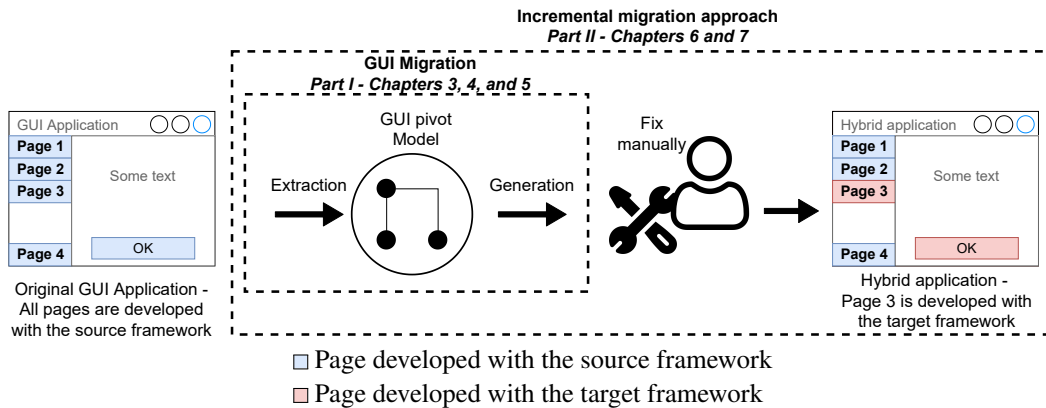 Incremental migration approach
Part II - Chapters 6 and 7
GUI Migration
Part I - Chapters 3, 4, and 5
GUI Application
Page 1
Page 2
Page 3
Page 4
Some text
OK
Original GUI Application -
All pages are developed
with the source framework
Extraction
GUI pivot
Model
Generation
Fix
manually
Hybrid application
Page 1
Page 2
Page 3
Page 4
Some text
OK
Hybrid application -
Page 3 is developed with
the target framework
Page developed with the source framework
Page developed with the target framework